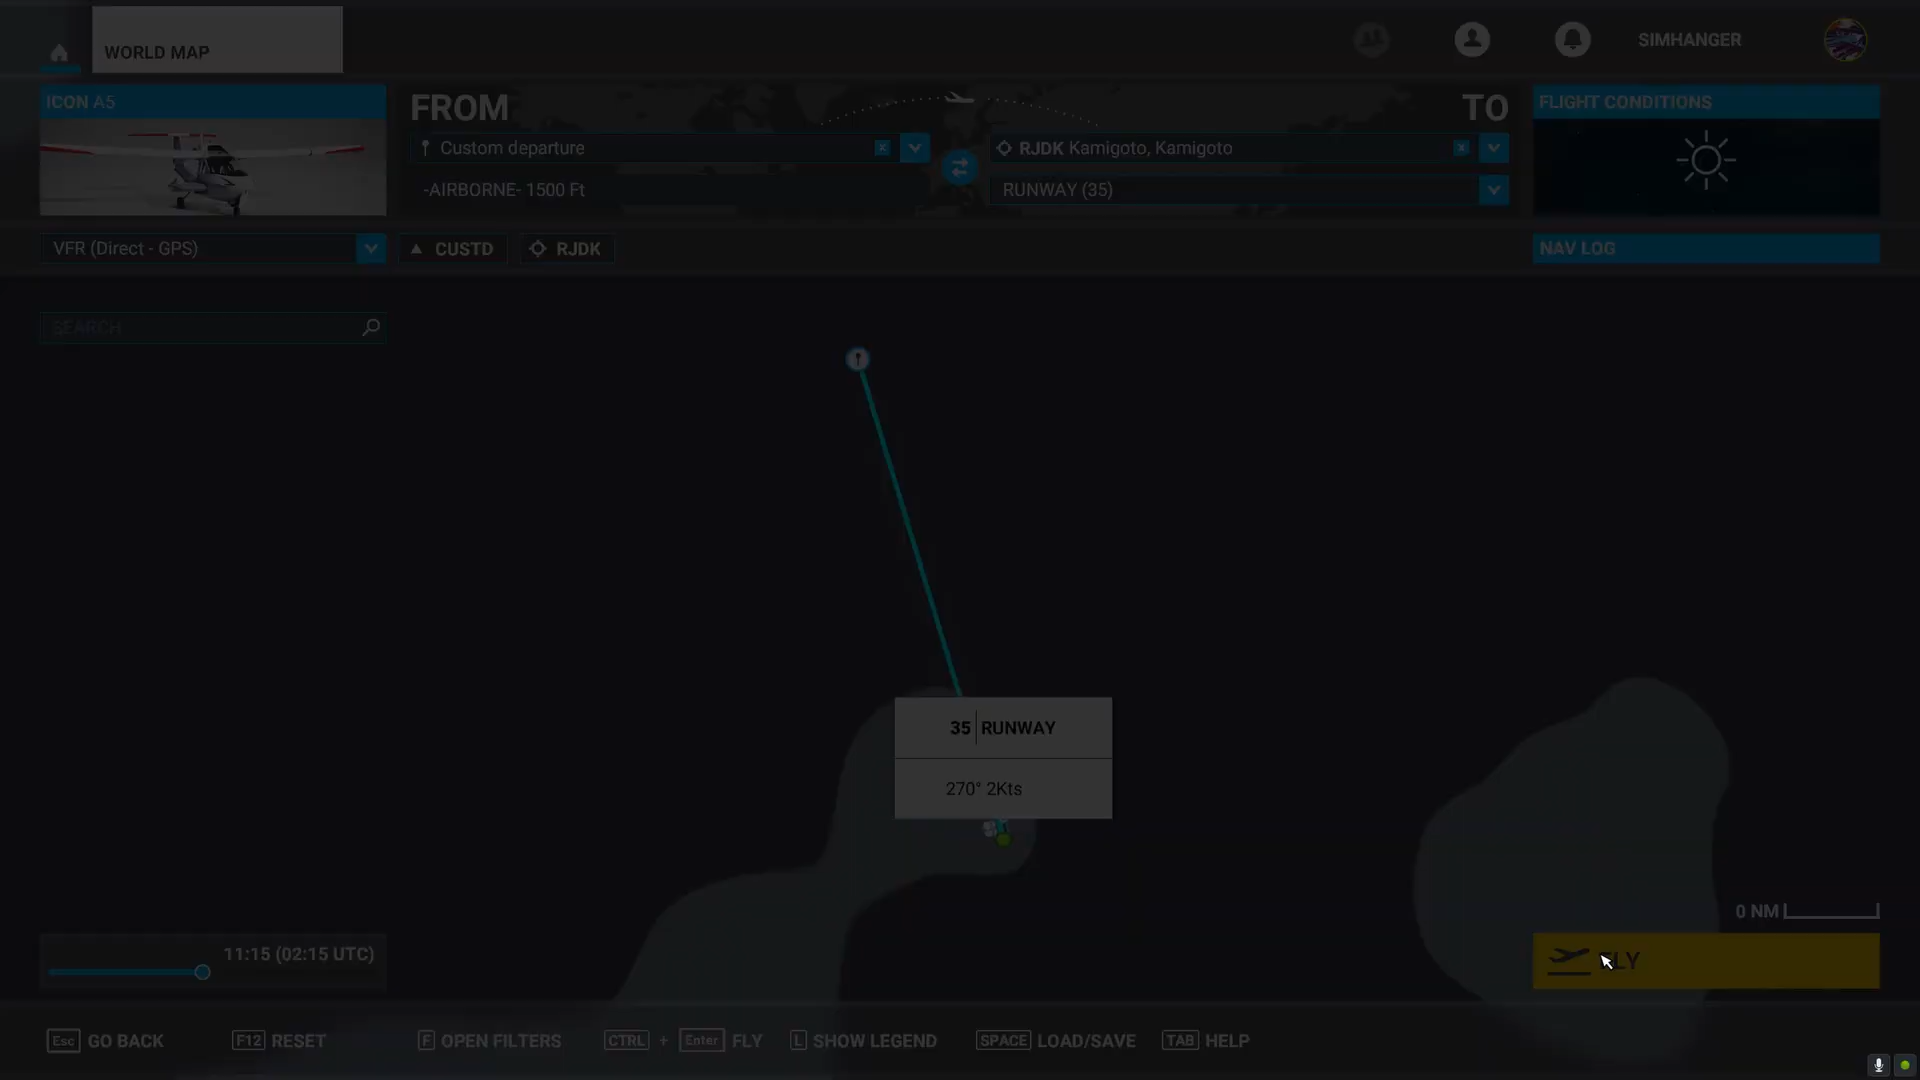 WORLD MAP
SIMHANGER
ICON A5
FROM
TO
FLIGHT CONDITIONS
Custom departure
RJDK Kamigoto, Kamigoto
-AIRBORNE- 1500 Ft
RUNWAY (35)
VFR (Direct - GPS)
CUSTD
RJDK
NAV LOG
SEARCH
35 RUNWAY
270° 2Kts
0 NM
11:15 (02:15 UTC)
FLY
Esc GO BACK
F12 RESET
F OPEN FILTERS
CTRL + Enter FLY
L SHOW LEGEND
SPACE LOAD/SAVE
TAB HELP